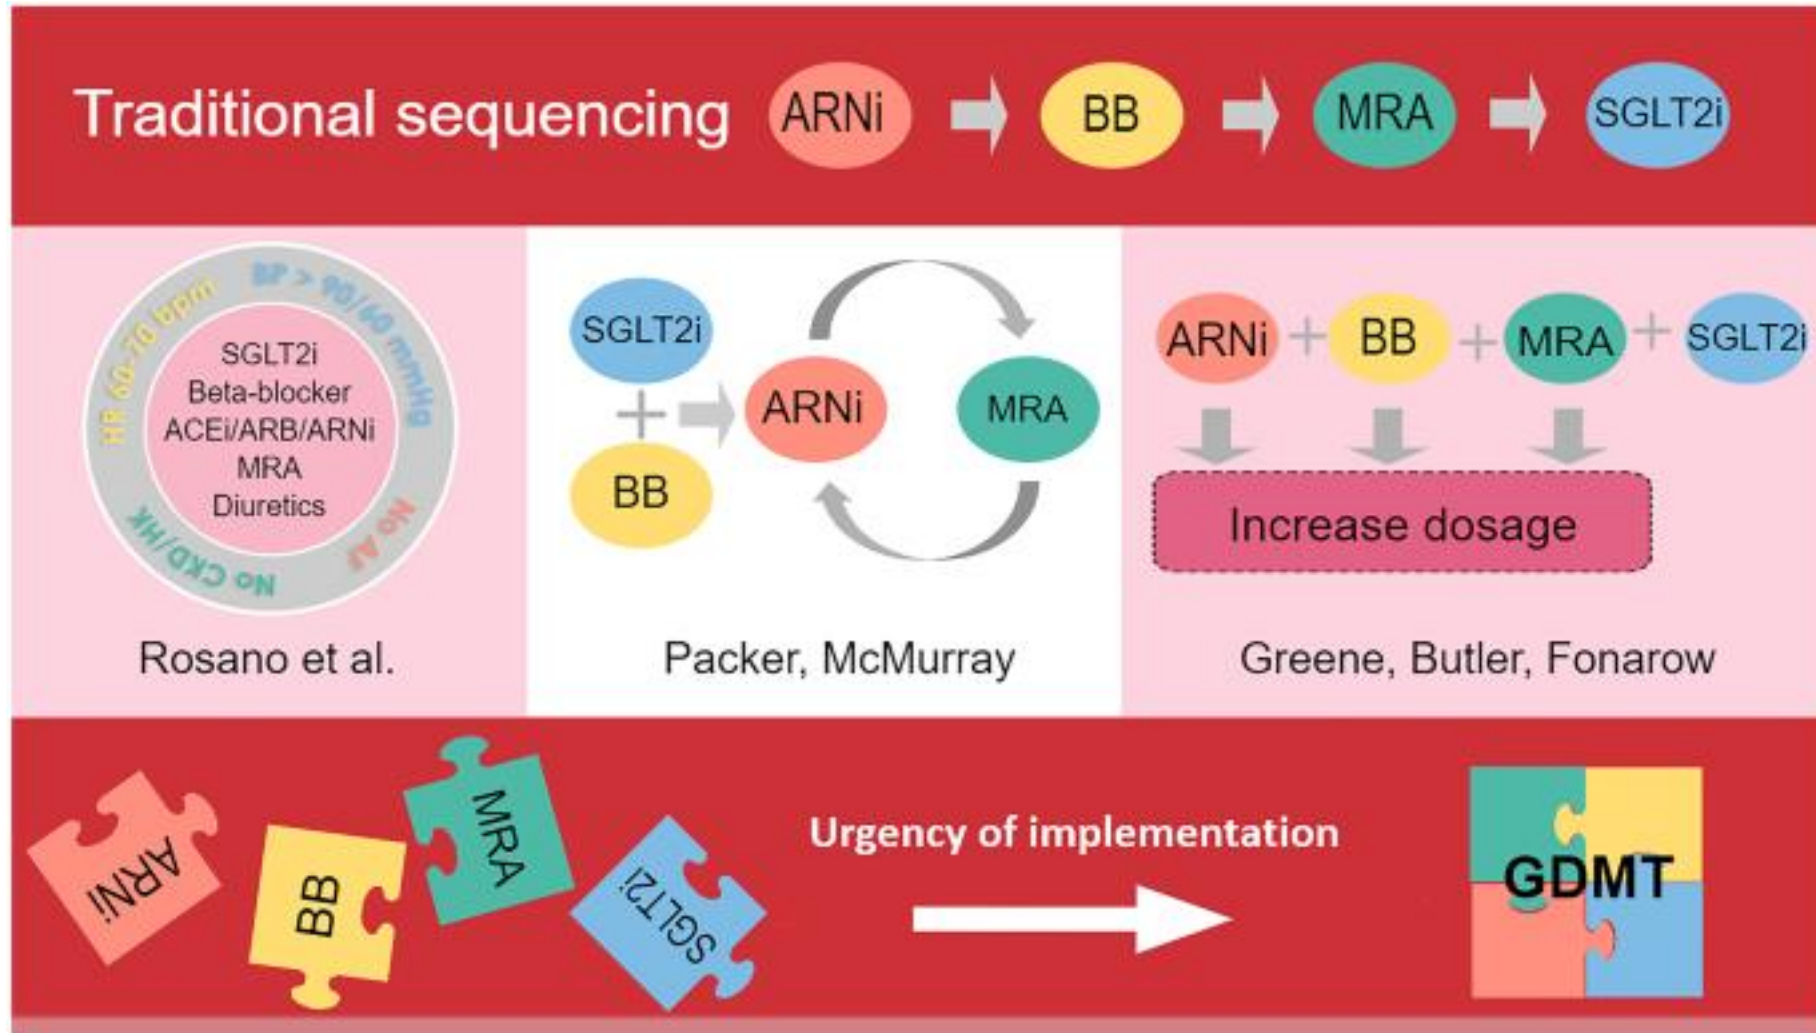 Traditional sequencing
ARNi
BB
MRA
SGLT2i
HR 60-70 bpm
BP > 90/60 mmHg
No AF
No CKD/HK
SGLT2i
Beta-blocker
ACEi/ARB/ARNi
MRA
Diuretics
Rosano et al.
SGLT2i
+
BB
ARNi
MRA
Packer, McMurray
ARNi + BB + MRA + SGLT2i
Increase dosage
Greene, Butler, Fonarow
ARNi
BB
MRA
SGLT2i
Urgency of implementation
GDMT